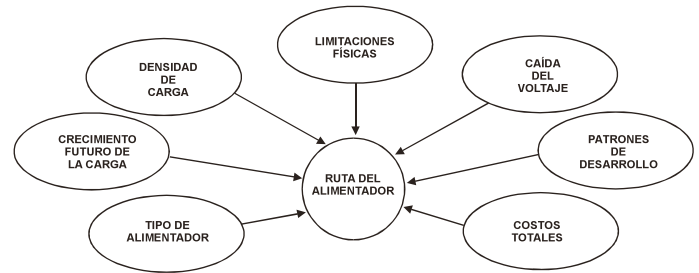 LIMITACIONES
FÍSICAS
DENSIDAD
DE
CARGA
CAÍDA
DEL
VOLTAJE
CRECIMIENTO
FUTURO DE
LA CARGA
PATRONES
DE
DESARROLLO
RUTA DEL
ALIMENTADOR
TIPO DE
ALIMENTADOR
COSTOS
TOTALES